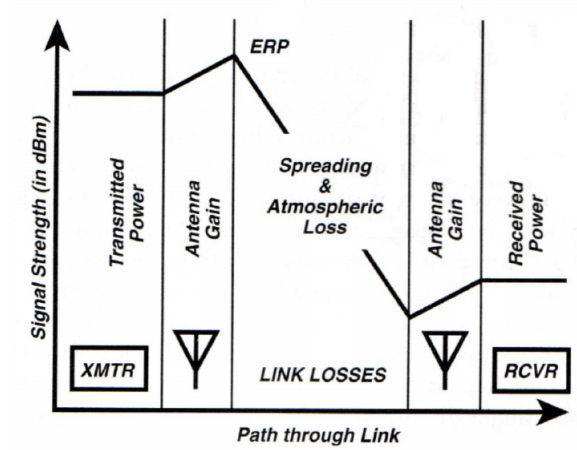 ERP
Signal Strength (in dBm)
Transmitted
Power
Antenna
Gain
Spreading
&
Atmospheric
Loss
Antenna
Gain
Received
Power
XMTR
LINK LOSSES
RCVR
Path through Link